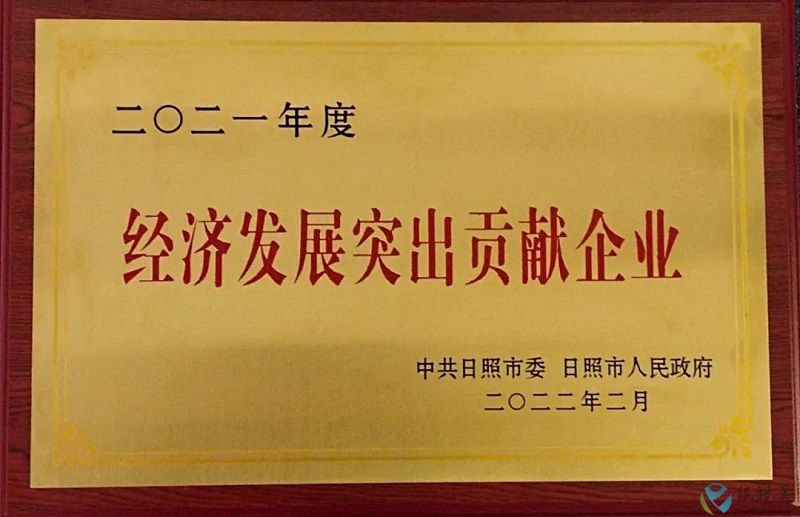 二〇二一年度
经济发展突出贡献企业
中共日照市委 日照市人民政府
二〇二二年二月